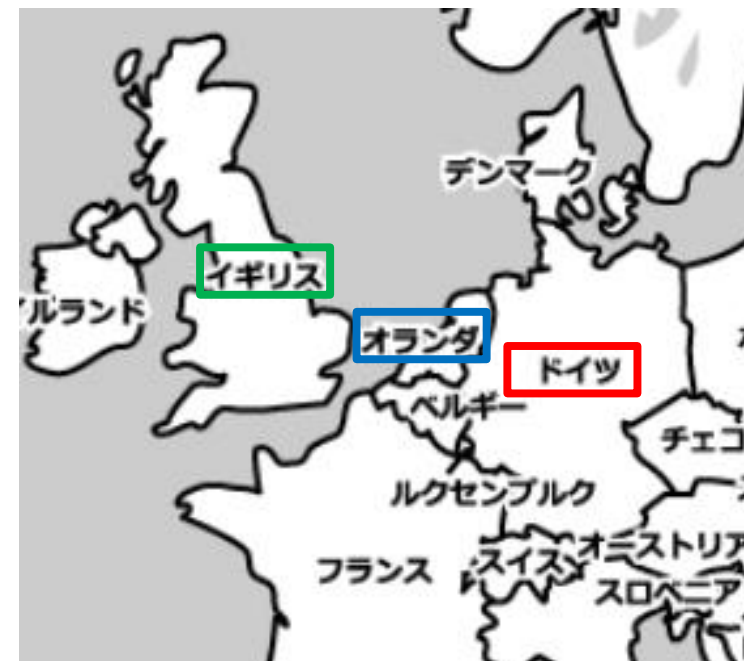 デンマーク
イギリス
ルランド
オランダ
ドイツ
ベルギー
チェコ
ルクセンブルク
オーストリア
フランス
スイス
スロベニア